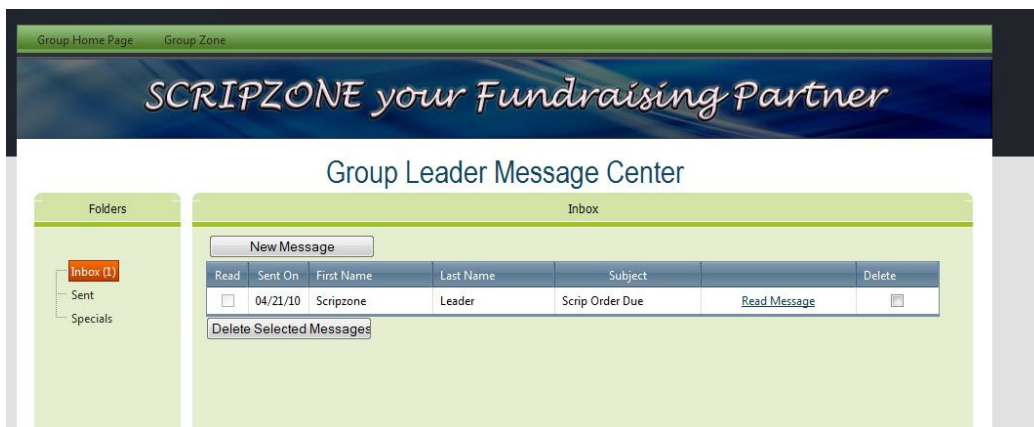 Group Home Page Group Zone
SCRIPZONE your Fundraising Partner
Group Leader Message Center
Folders
Inbox
Inbox (1)
Sent
Specials
New Message
Read Sent On First Name Last Name Subject Delete
04/21/10 Scripzone Leader Scrip Order Due Read Message
Delete Selected Messages